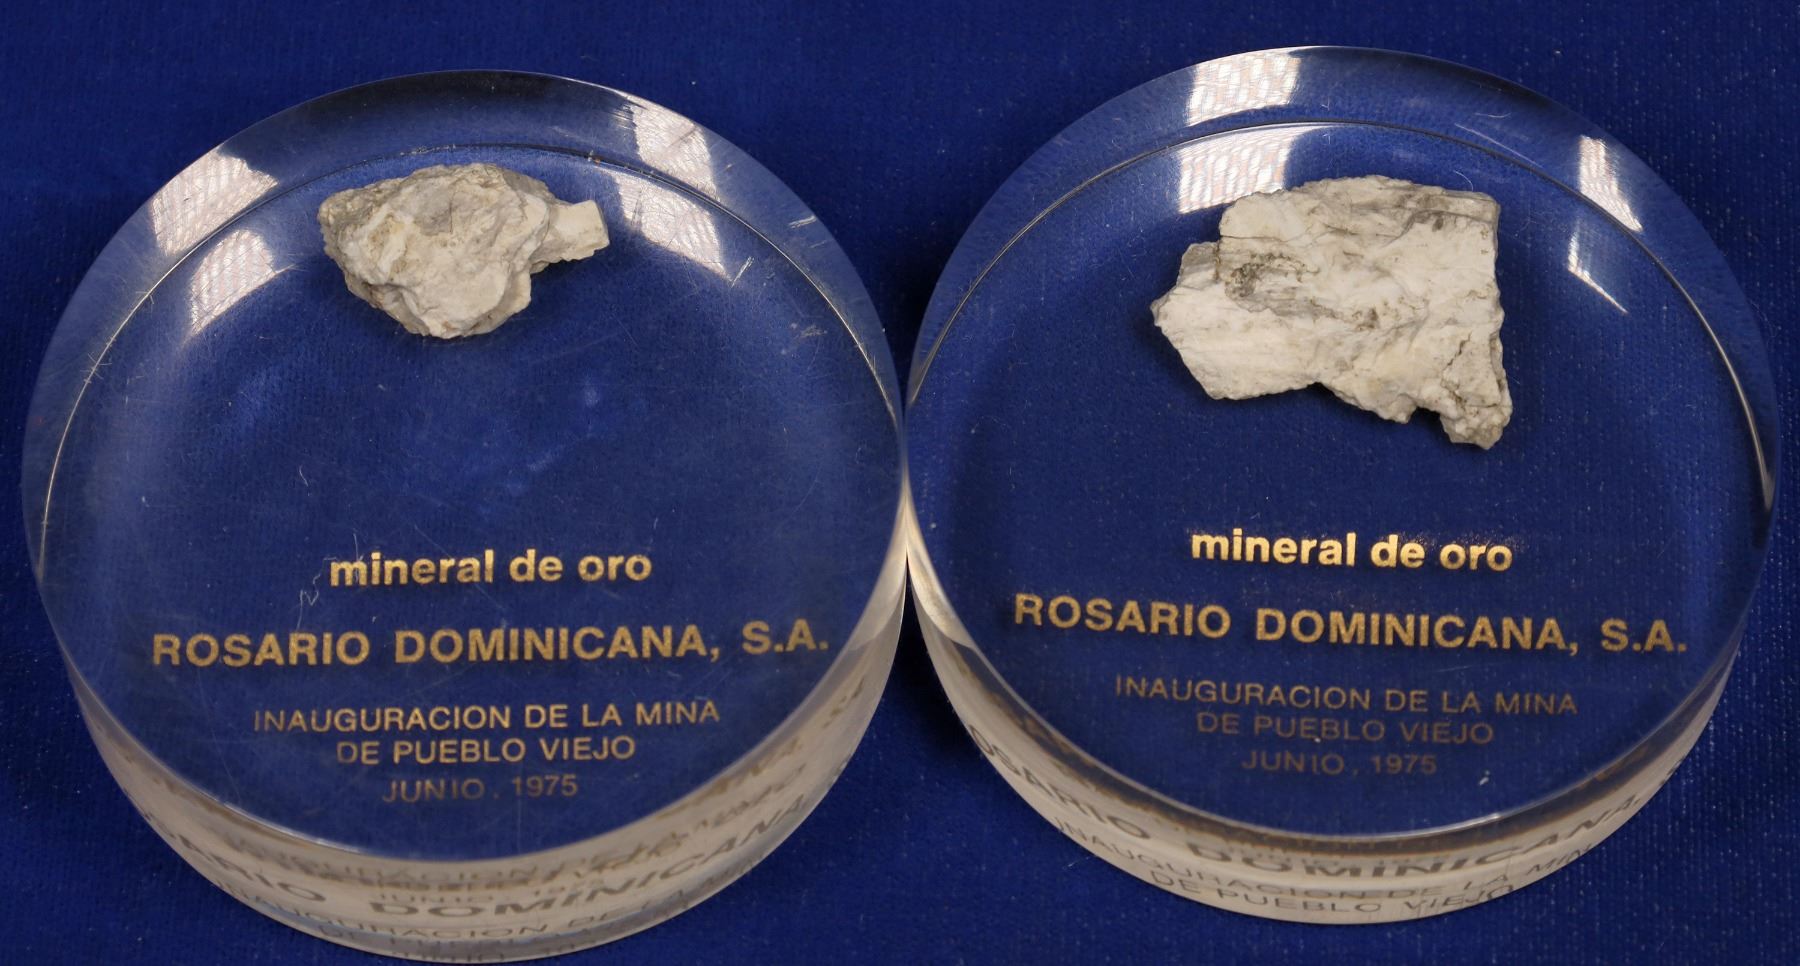 mineral de oro
ROSARIO DOMINICANA, S.A.
INAUGURACION DE LA MINA
DE PUEBLO VIEJO
JUNIO, 1975
mineral de oro
ROSARIO DOMINICANA, S.A.
INAUGURACION DE LA MINA
DE PUEBLO VIEJO
JUNIO, 1975